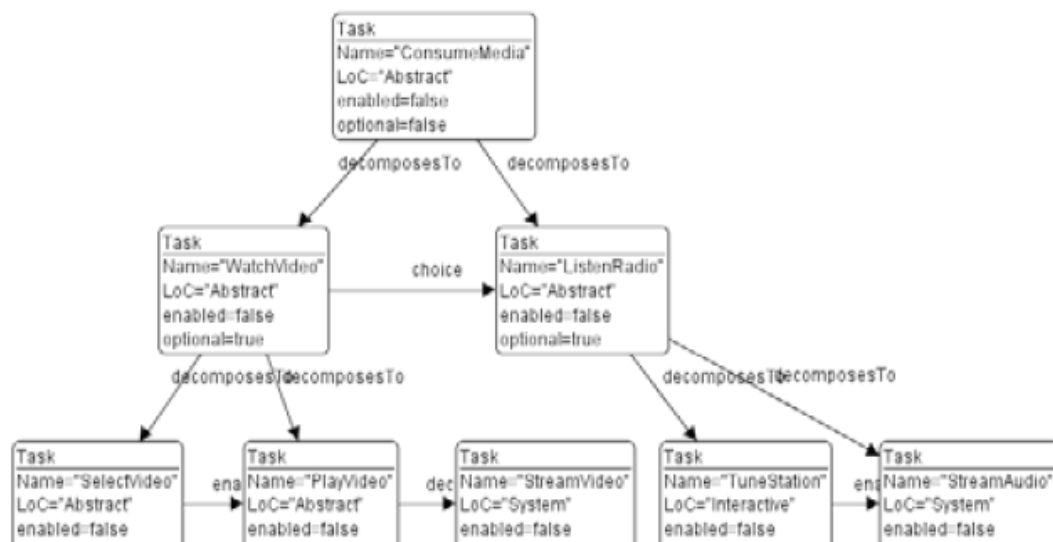 Task
Name="ConsumeMedia"
LoC="Abstract"
enabled=false
optional=false
decomposesTo
decomposesTo
Task
Name="WatchVideo"
LoC="Abstract"
enabled=false
optional=true
choice
Task
Name="ListenRadio"
LoC="Abstract"
enabled=false
optional=true
decomposesTo
decomposesTo
decomposesTo
decomposesTo
Task
Name="SelectVideo"
LoC="Abstract"
enabled=false
ena
Task
Name="PlayVideo"
LoC="Abstract"
enabled=false
dec
Task
Name="StreamVideo"
LoC="System"
enabled=false
Task
Name="TuneStation"
LoC="Interactive"
enabled=false
ena
Task
Name="StreamAudio"
LoC="System"
enabled=false